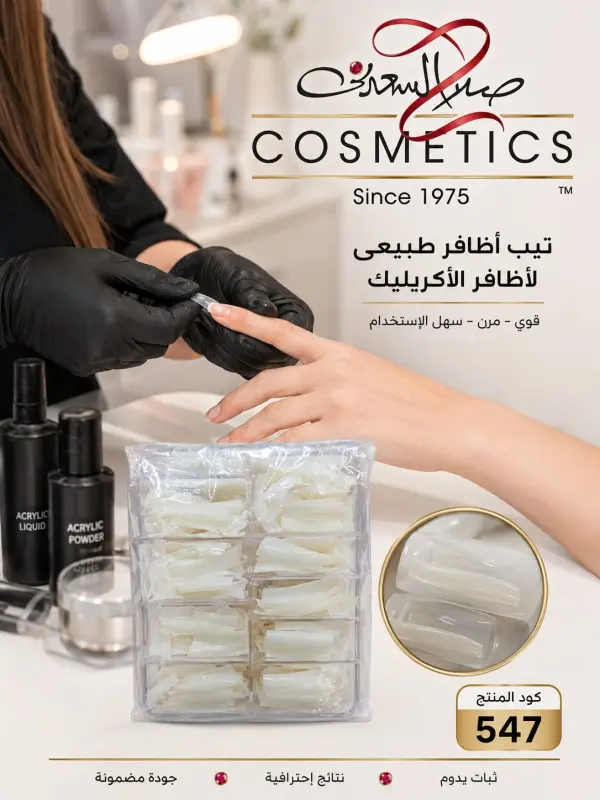 صلاح السعدني
COSMETICS
Since 1975
TM
تيب أظافر طبيعى
لأظافر الأكريليك
قوي - مرن - سهل الإستخدام
ACRYLIC
LIQUID
ACRYLIC
POWDER
كود المنتج
547
ثبات يدوم
نتائج إحترافية
جودة مضمونة